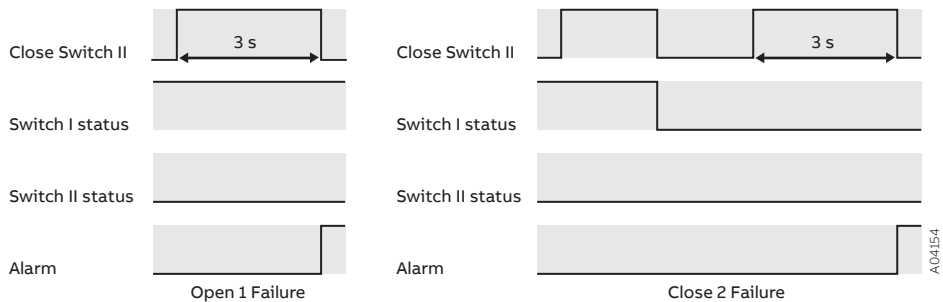 Close Switch II
3 s
Switch I status
Switch II status
Alarm
Open 1 Failure
Close Switch II
3 s
Switch I status
Switch II status
Alarm
Close 2 Failure
A04154